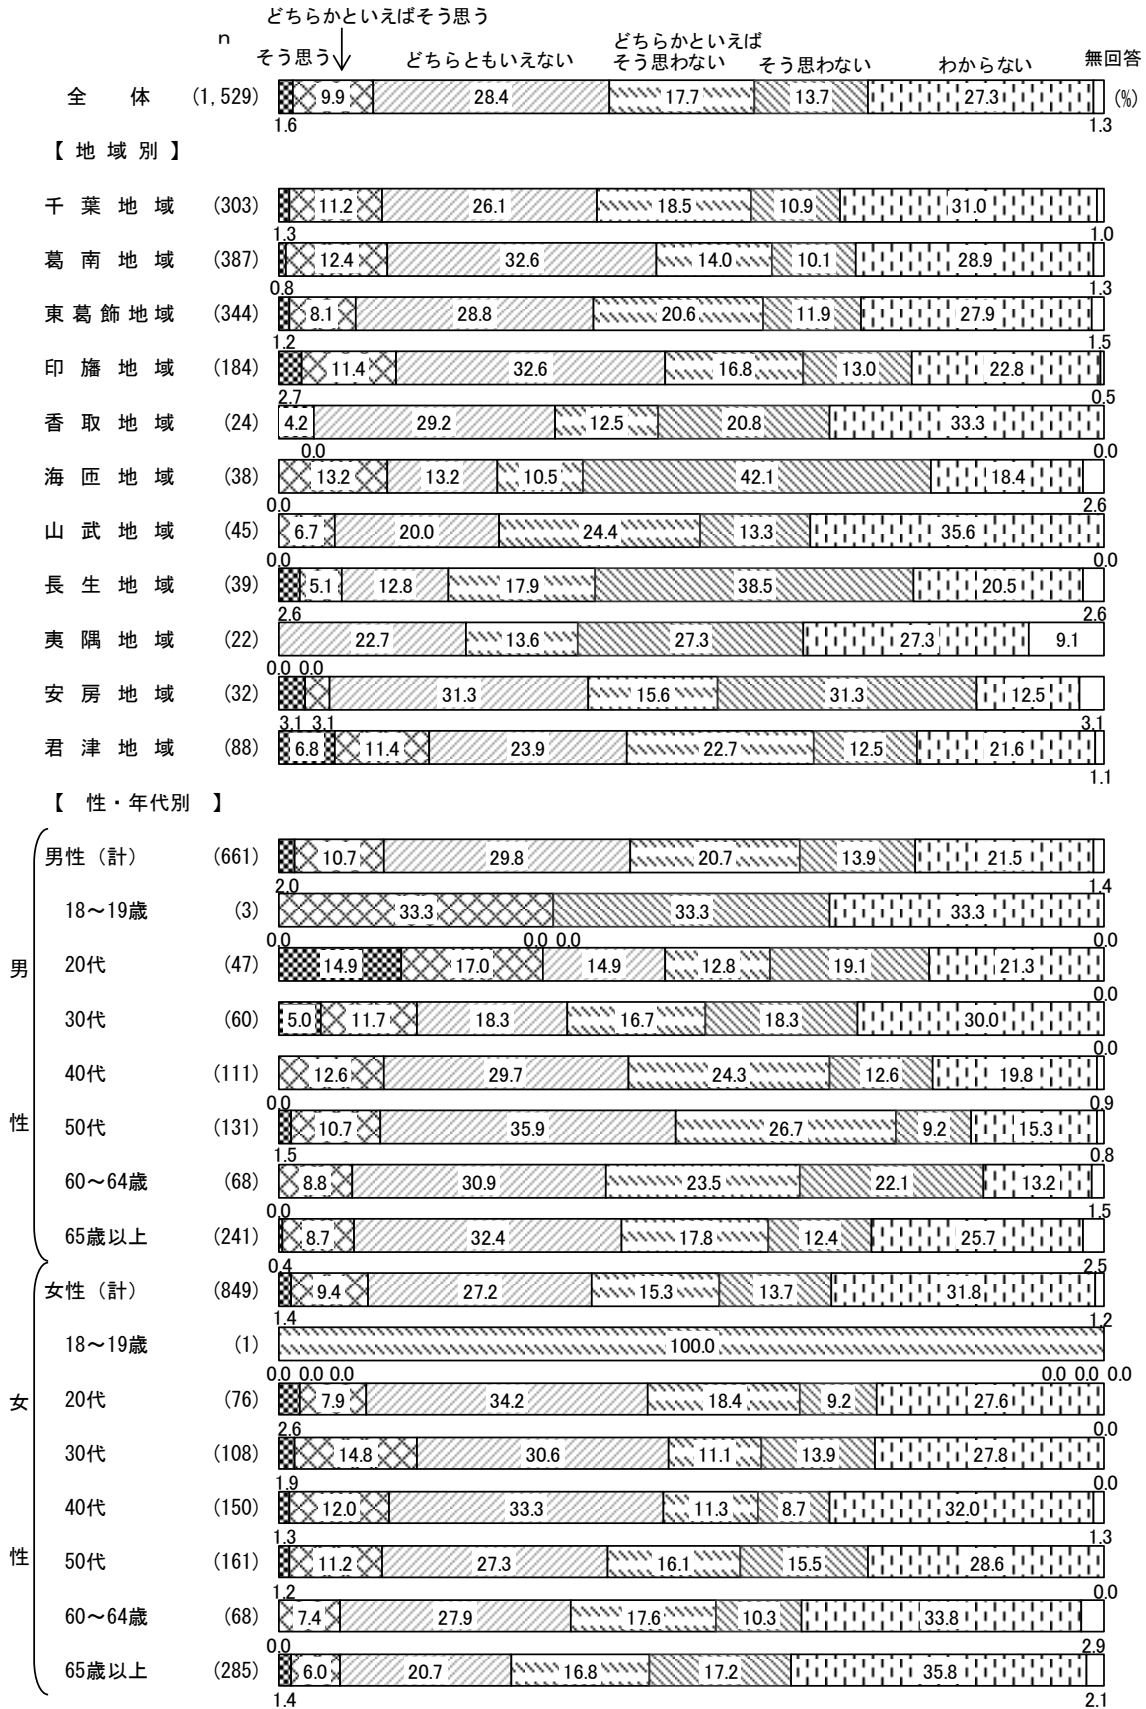 どちらかといえばそう思う
n
そう思う どちらともいえない どちらかといえば そう思わない そう思わない わからない 無回答
全体 (1,529) 9.9 28.4 17.7 13.7 27.3 (%)
1.6 1.3
【地域別】
千葉地域 (303) 11.2 26.1 18.5 10.9 31.0
1.3 1.0
葛南地域 (387) 12.4 32.6 14.0 10.1 28.9
0.8 1.3
東葛飾地域 (344) 8.1 28.8 20.6 11.9 27.9
1.2 1.5
印旛地域 (184) 11.4 32.6 16.8 13.0 22.8
2.7 0.5
香取地域 (24) 4.2 29.2 12.5 20.8 33.3
0.0 0.0
海匝地域 (38) 13.2 13.2 10.5 42.1 18.4
0.0 2.6
山武地域 (45) 6.7 20.0 24.4 13.3 35.6
0.0 0.0
長生地域 (39) 5.1 12.8 17.9 38.5 20.5
2.6 2.6
夷隅地域 (22) 22.7 13.6 27.3 27.3 9.1
0.0 0.0
安房地域 (32) 31.3 15.6 31.3 12.5
3.1 3.1 3.1
君津地域 (88) 6.8 11.4 23.9 22.7 12.5 21.6
1.1
【性・年代別】
男性(計) (661) 10.7 29.8 20.7 13.9 21.5
2.0 1.4
18～19歳 (3) 33.3 33.3 33.3
0.0 0.0 0.0 0.0
男 20代 (47) 14.9 17.0 14.9 12.8 19.1 21.3
0.0
30代 (60) 5.0 11.7 18.3 16.7 18.3 30.0
0.0
40代 (111) 12.6 29.7 24.3 12.6 19.8
0.0 0.9
性 50代 (131) 10.7 35.9 26.7 9.2 15.3
1.5 0.8
60～64歳 (68) 8.8 30.9 23.5 22.1 13.2
0.0 1.5
65歳以上 (241) 8.7 32.4 17.8 12.4 25.7
0.4 2.5
女性(計) (849) 9.4 27.2 15.3 13.7 31.8
1.4 1.2
18～19歳 (1) 100.0
0.0 0.0 0.0 0.0 0.0 0.0
女 20代 (76) 7.9 34.2 18.4 9.2 27.6
2.6 0.0
30代 (108) 14.8 30.6 11.1 13.9 27.8
1.9 0.0
40代 (150) 12.0 33.3 11.3 8.7 32.0
1.3 1.3
性 50代 (161) 11.2 27.3 16.1 15.5 28.6
1.2 0.0
60～64歳 (68) 7.4 27.9 17.6 10.3 33.8
0.0 2.9
65歳以上 (285) 6.0 20.7 16.8 17.2 35.8
1.4 2.1